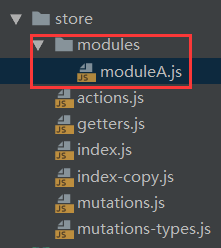 store
modules
moduleA.js
actions.js
getters.js
index.js
index-copy.js
mutations.js
mutations-types.js